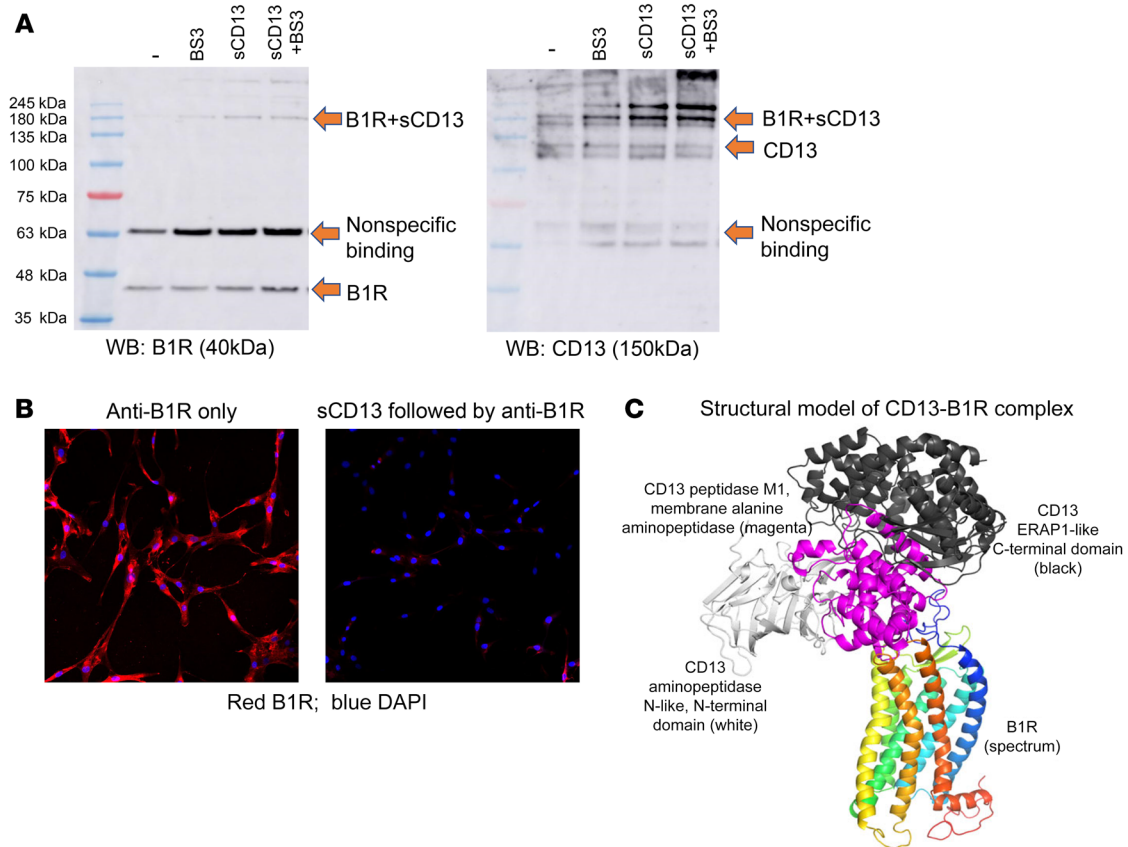 A
-
BS3
sCD13
sCD13
+BS3
-
BS3
sCD13
sCD13
+BS3
245 kDa
180 kDa
135 kDa
100 kDa
75 kDa
63 kDa
48 kDa
35 kDa
B1R+sCD13
Nonspecific
binding
B1R
B1R+sCD13
CD13
Nonspecific
binding
WB: B1R (40kDa)
WB: CD13 (150kDa)
B
Anti-B1R only
sCD13 followed by anti-B1R
Red B1R; blue DAPI
C
Structural model of CD13-B1R complex
CD13 peptidase M1,
membrane alanine
aminopeptidase (magenta)
CD13
ERAP1-like
C-terminal domain
(black)
CD13
aminopeptidase
N-like, N-terminal
domain (white)
B1R
(spectrum)